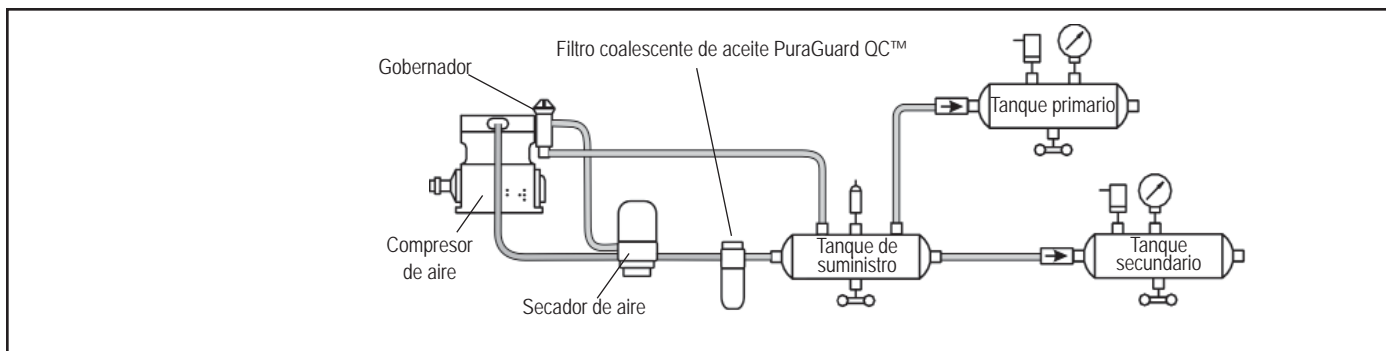 Filtro coalescente de aceite PuraGuard QC™
Gobernador
Tanque primario
Compresor
de aire
Secador de aire
Tanque de
suministro
Tanque
secundario